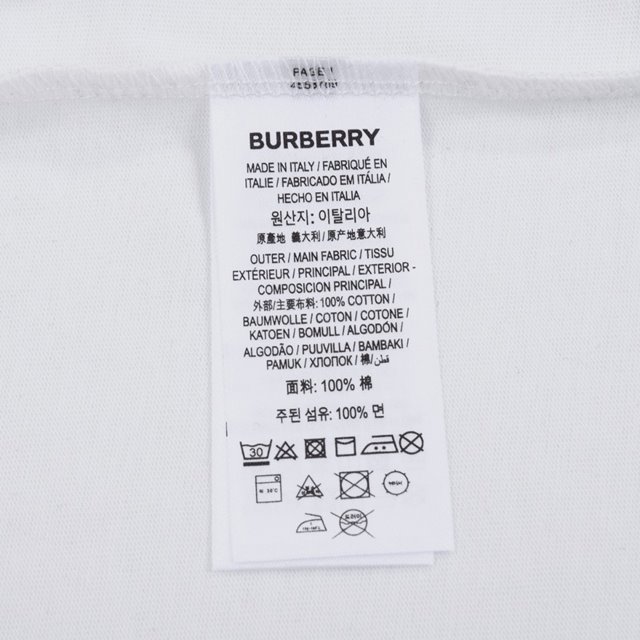 BURBERRY
MADE IN ITALY / FABRIQUÉ EN
ITALIE / FABRICADO EM ITÁLIA /
HECHO EN ITALIA
원산지: 이탈리아
原產地 義大利 / 原产地意大利
OUTER / MAIN FABRIC / TISSU
EXTÉRIEUR / PRINCIPAL / EXTERIOR -
COMPOSICION PRINCIPAL /
外部/主要布料: 100% COTTON /
BAUMWOLLE / COTON / COTONE /
KATOEN / BOMULL / ALGODÓN /
ALGODÃO / PUUVILLA / BAMBAKI /
PAMUK / ХЛОПОК / 棉/ قطن
面料: 100% 棉
주된 섬유: 100% 면
30